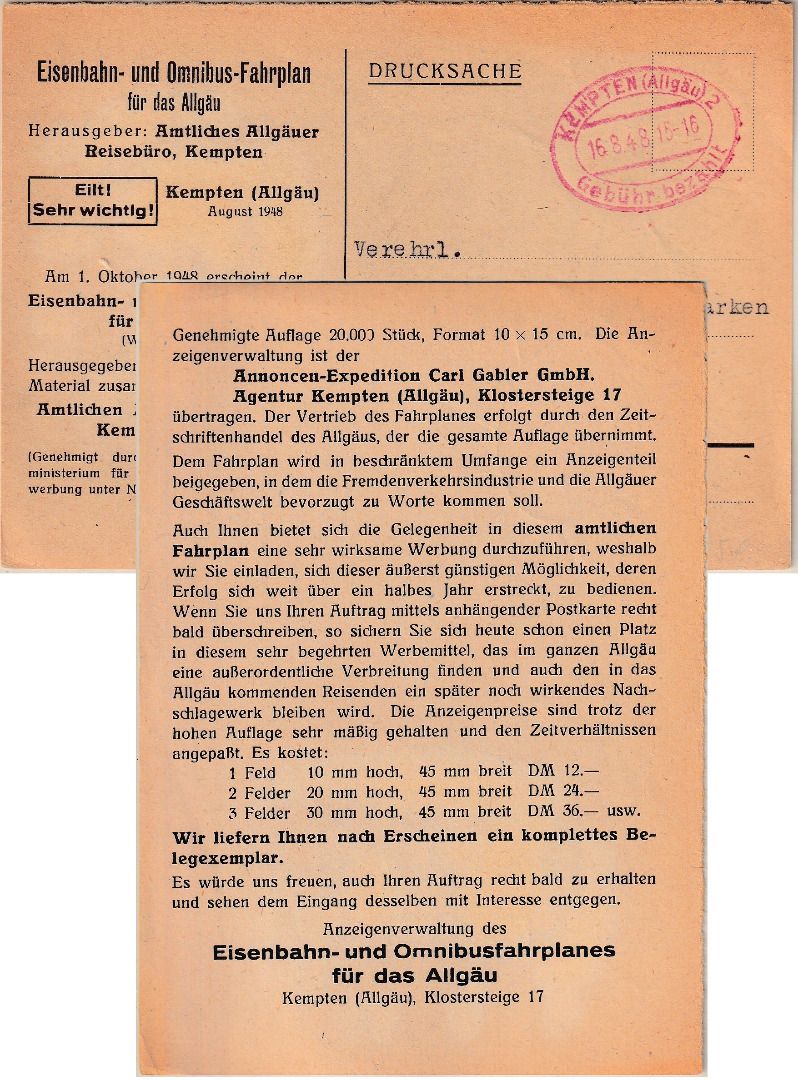 Eisenbahn- und Omnibus-Fahrplan
für das Allgäu
Herausgeber: Amtliches Allgäuer
Reisebüro, Kempten
Eilt!
Sehr wichtig!
Kempten (Allgäu)
August 1948
Am 1. Oktober 1948 erscheint der
Eisenbahn-
für
Herausgeber
Material
Amtlichen
Kem
(Genehmigt
ministerium für
werbung unter N
DRUCKSACHE
KEMPTEN (Allgäu) 2
16.8.48 15-16
Gebühr bezahlt
Verehrl.
arken
Genehmigte Auflage 20.000 Stück, Format 10 × 15 cm. Die An-
zeigenverwaltung ist der
Annoncen-Expedition Carl Gabler GmbH.
Agentur Kempten (Allgäu), Klostersteige 17
übertragen. Der Vertrieb des Fahrplanes erfolgt durch den Zeit-
schriftenhandel des Allgäus, der die gesamte Auflage übernimmt.
Dem Fahrplan wird in beschränktem Umfange ein Anzeigenteil
beigegeben, in dem die Fremdenverkehrsindustrie und die Allgäuer
Geschäftswelt bevorzugt zu Worte kommen soll.
Auch Ihnen bietet sich die Gelegenheit in diesem amtlichen
Fahrplan eine sehr wirksame Werbung durchzuführen, weshalb
wir Sie einladen, sich dieser äußerst günstigen Möglichkeit, deren
Erfolg sich weit über ein halbes Jahr erstreckt, zu bedienen.
Wenn Sie uns Ihren Auftrag mittels anhängender Postkarte recht
bald überschreiben, so sichern Sie sich heute schon einen Platz
in diesem sehr begehrten Werbemittel, das im ganzen Allgäu
eine außerordentliche Verbreitung finden und auch den in das
Allgäu kommenden Reisenden ein später noch wirkendes Nach-
schlagewerk bleiben wird. Die Anzeigenpreise sind trotz der
hohen Auflage sehr mäßig gehalten und den Zeitverhältnissen
angepaßt. Es kostet:
1 Feld 10 mm hoch, 45 mm breit DM 12.—
2 Felder 20 mm hoch, 45 mm breit DM 24.—
3 Felder 30 mm hoch, 45 mm breit DM 36.— usw.
Wir liefern Ihnen nach Erscheinen ein komplettes Be-
legexemplar.
Es würde uns freuen, auch Ihren Auftrag recht bald zu erhalten
und sehen dem Eingang desselben mit Interesse entgegen.
Anzeigenverwaltung des
Eisenbahn- und Omnibusfahrplanes
für das Allgäu
Kempten (Allgäu), Klostersteige 17